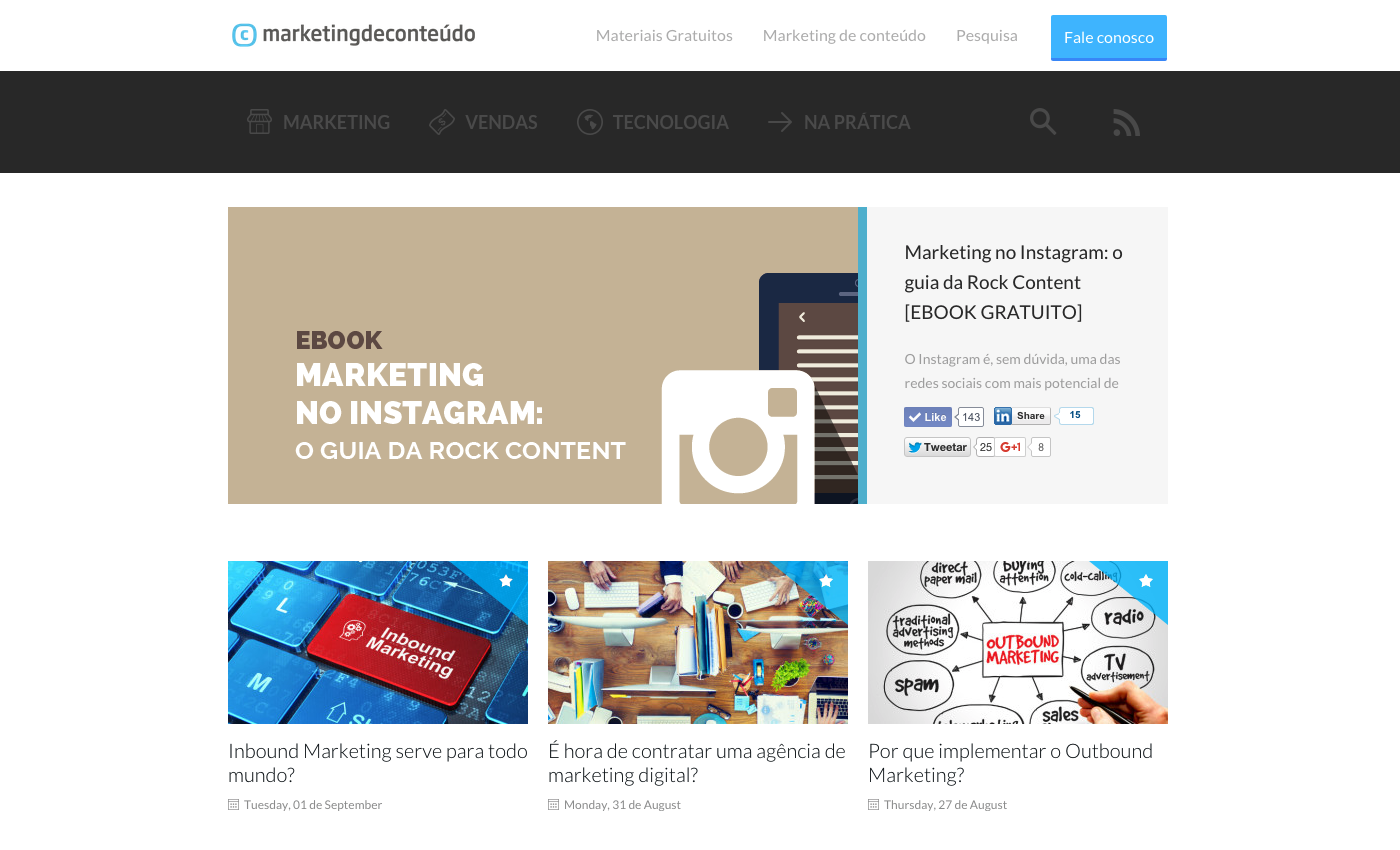 marketingdeconteúdo
Materiais Gratuitos
Marketing de conteúdo
Pesquisa
Fale conosco
MARKETING
VENDAS
TECNOLOGIA
NA PRÁTICA
EBOOK
MARKETING
NO INSTAGRAM:
O GUIA DA ROCK CONTENT
Marketing no Instagram: o
guia da Rock Content
[EBOOK GRATUITO]
O Instagram é, sem dúvida, uma das
redes sociais com mais potencial de
Like 143
in Share 15
Tweetar 25
G+1 8
L
M
Inbound
Marketing
direct
paper mail
buying
attention
cold-calling
traditional
advertising
methods
radio
OUTBOUND
MARKETING
TV
advertisement
spam
sales
Inbound Marketing serve para todo
mundo?
Tuesday, 01 de September
É hora de contratar uma agência de
marketing digital?
Monday, 31 de August
Por que implementar o Outbound
Marketing?
Thursday, 27 de August